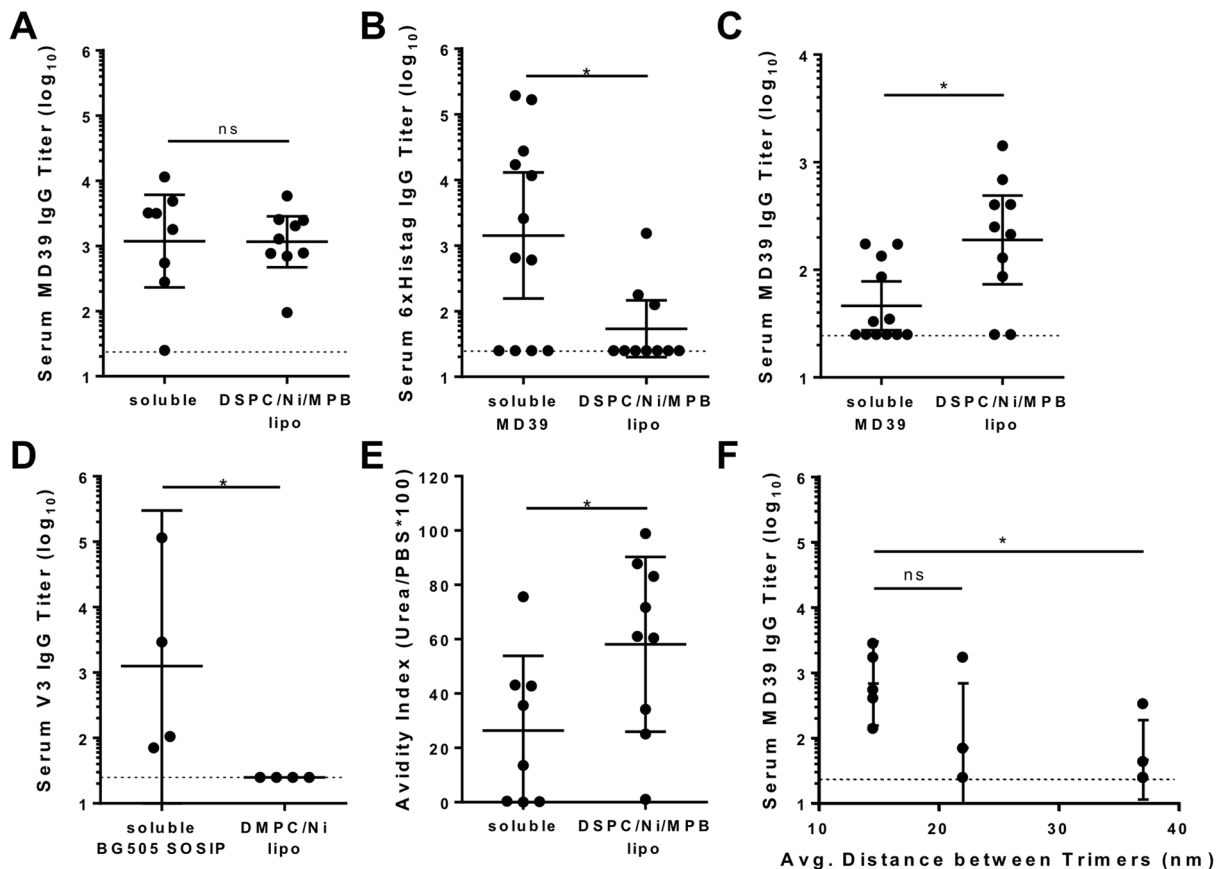 A
Serum MD39 IgG Titer (log10)
6
5
4
3
2
1
ns
soluble
DSPC/Ni/MPB
lipo
B
Serum 6xHistag IgG Titer (log10)
6
5
4
3
2
1
*
soluble
MD39
DSPC/Ni/MPB
lipo
C
Serum MD39 IgG Titer (log10)
4
3
2
1
*
soluble
MD39
DSPC/Ni/MPB
lipo
D
Serum V3 IgG Titer (log10)
6
5
4
3
2
1
*
soluble
BG505 SOSIP
DMPC/Ni
lipo
E
Avidity Index (Urea/PBS*100)
120
100
80
60
40
20
0
*
soluble
DSPC/Ni/MPB
lipo
F
Serum MD39 IgG Titer (log10)
6
5
4
3
2
1
*
ns
10
20
30
40
Avg. Distance between Trimers (nm)